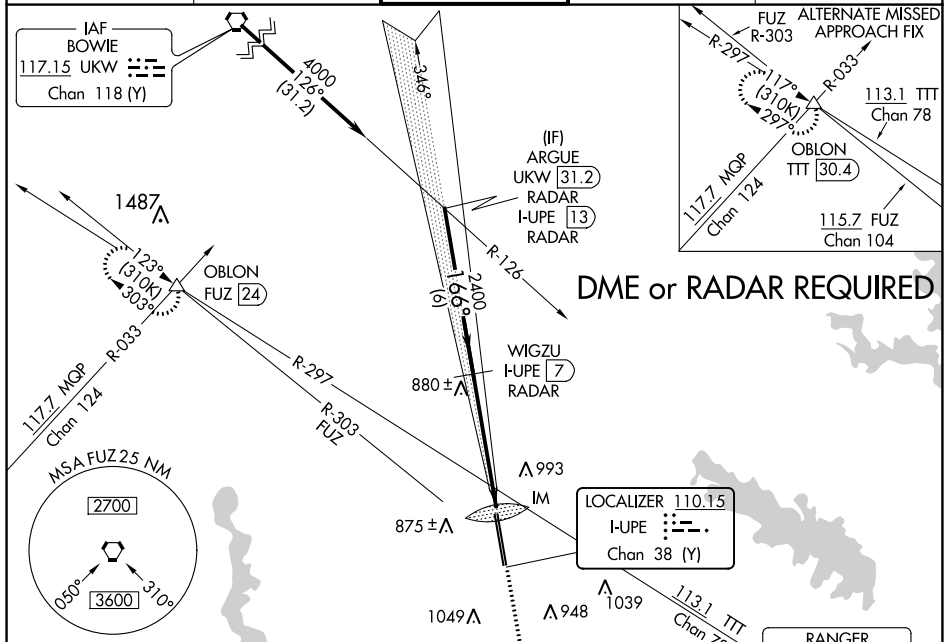 IAF
BOWIE
117.15 UKW
Chan 118 (Y)
4000
126°
(31.2)
346°
(IF)
ARGUE
UKW 31.2
RADAR
I-UPE 13
RADAR
R-126
FUZ
R-303
ALTERNATE MISSED
APPROACH FIX
R-297
117°
(310K)
297°
R-033
113.1 TTT
Chan 78
OBLON
TTT 30.4
117.7 MQP
Chan 124
115.7 FUZ
Chan 104
DME or RADAR REQUIRED
1487
123°
(310K)
303°
OBLON
FUZ 24
R-033
117.7 MQP
Chan 124
R-297
R-303
FUZ
2400
166°
(6)
WIGZU
I-UPE 7
RADAR
880 ±
993
IM
875 ±
LOCALIZER 110.15
I-UPE
Chan 38 (Y)
MSA FUZ 25 NM
2700
050°
310°
3600
1049
948
1039
113.1 TTT
RANGER